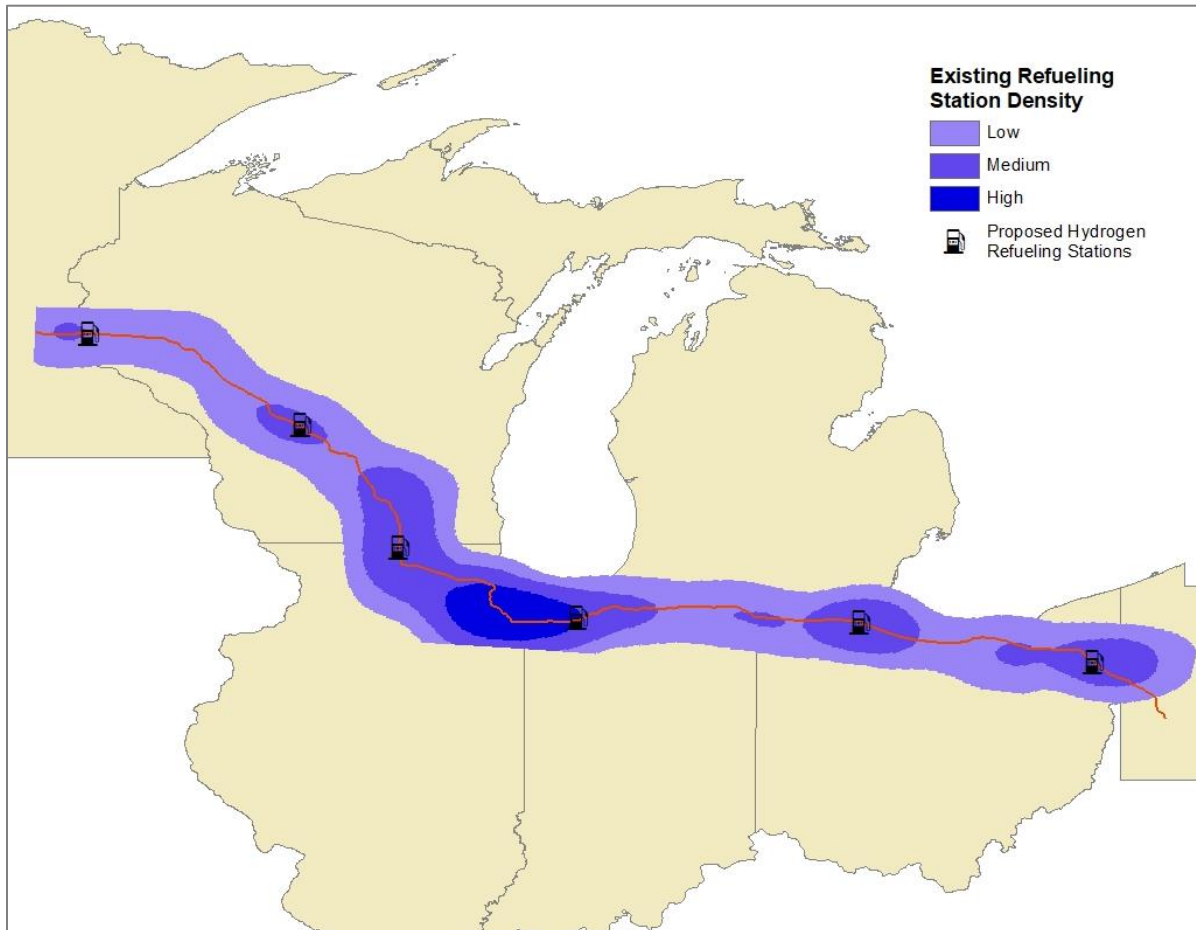 Existing Refueling
Station Density
Low
Medium
High
Proposed Hydrogen
Refueling Stations